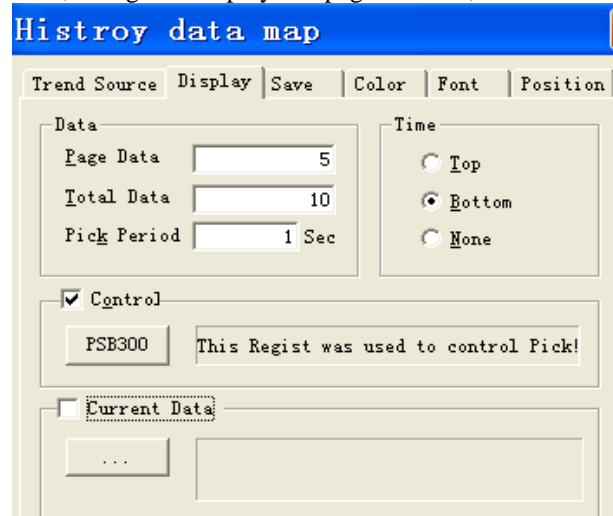 Histroy data map
Trend Source Display Save Color Font Position
Data
Page Data 5
Total Data 10
Pick Period 1 Sec
Time
Top
Bottom
None
Control
PSB300 This Regist was used to control Pick!
Current Data
...